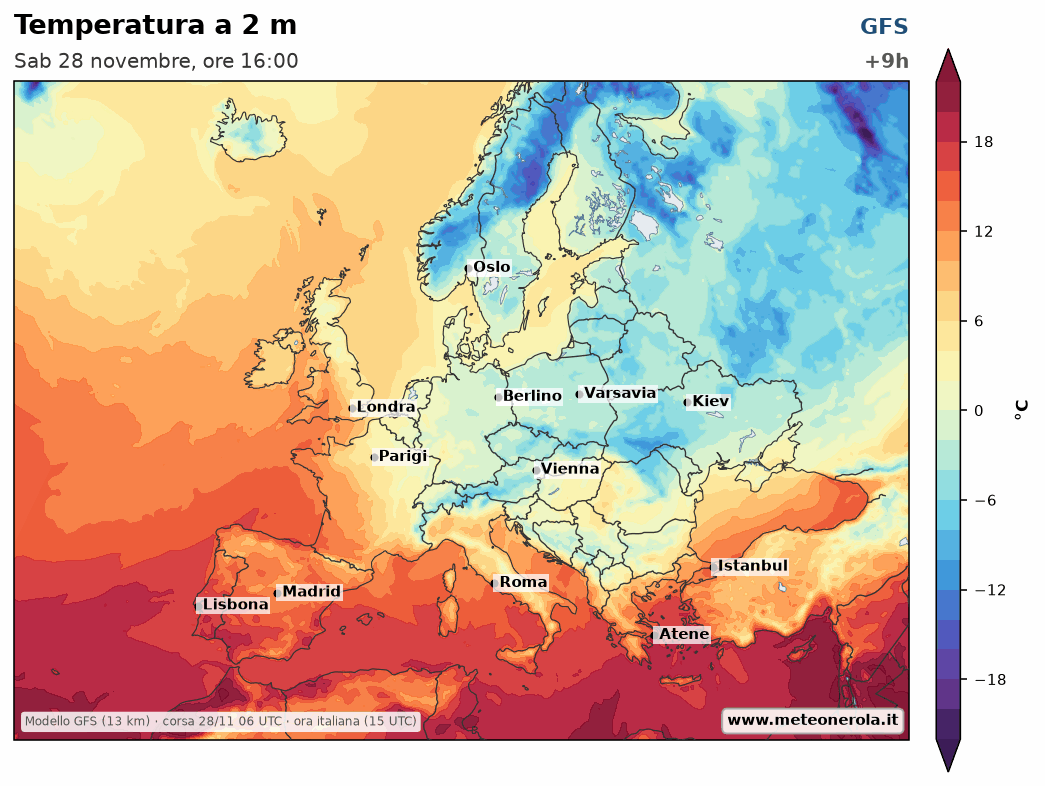 Temperatura a 2 m
GFS
Sab 28 novembre, ore 16:00
+9h
18
12
6
0
−6
−12
−18
°C
Oslo
Londra
Berlino
Varsavia
Kiev
Parigi
Vienna
Istanbul
Roma
Madrid
Lisbona
Atene
Modello GFS (13 km) · corsa 28/11 06 UTC · ora italiana (15 UTC)
www.meteonerola.it